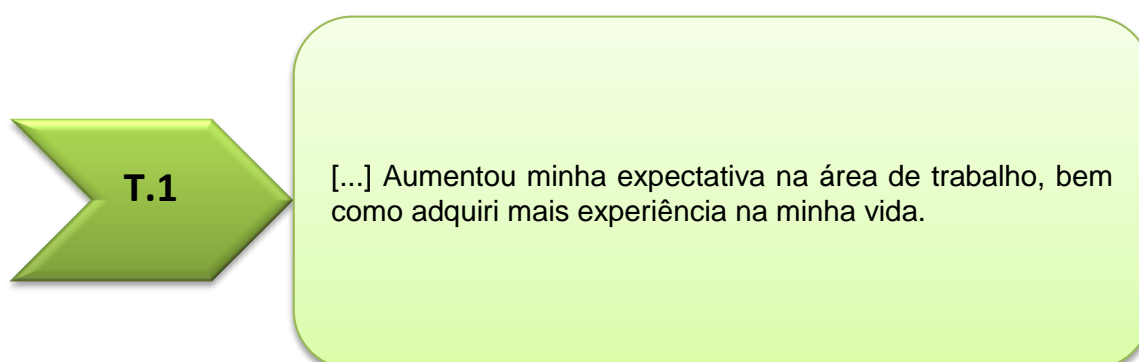 T.1
[...] Aumentou minha expectativa na área de trabalho, bem
como adquiri mais experiência na minha vida.